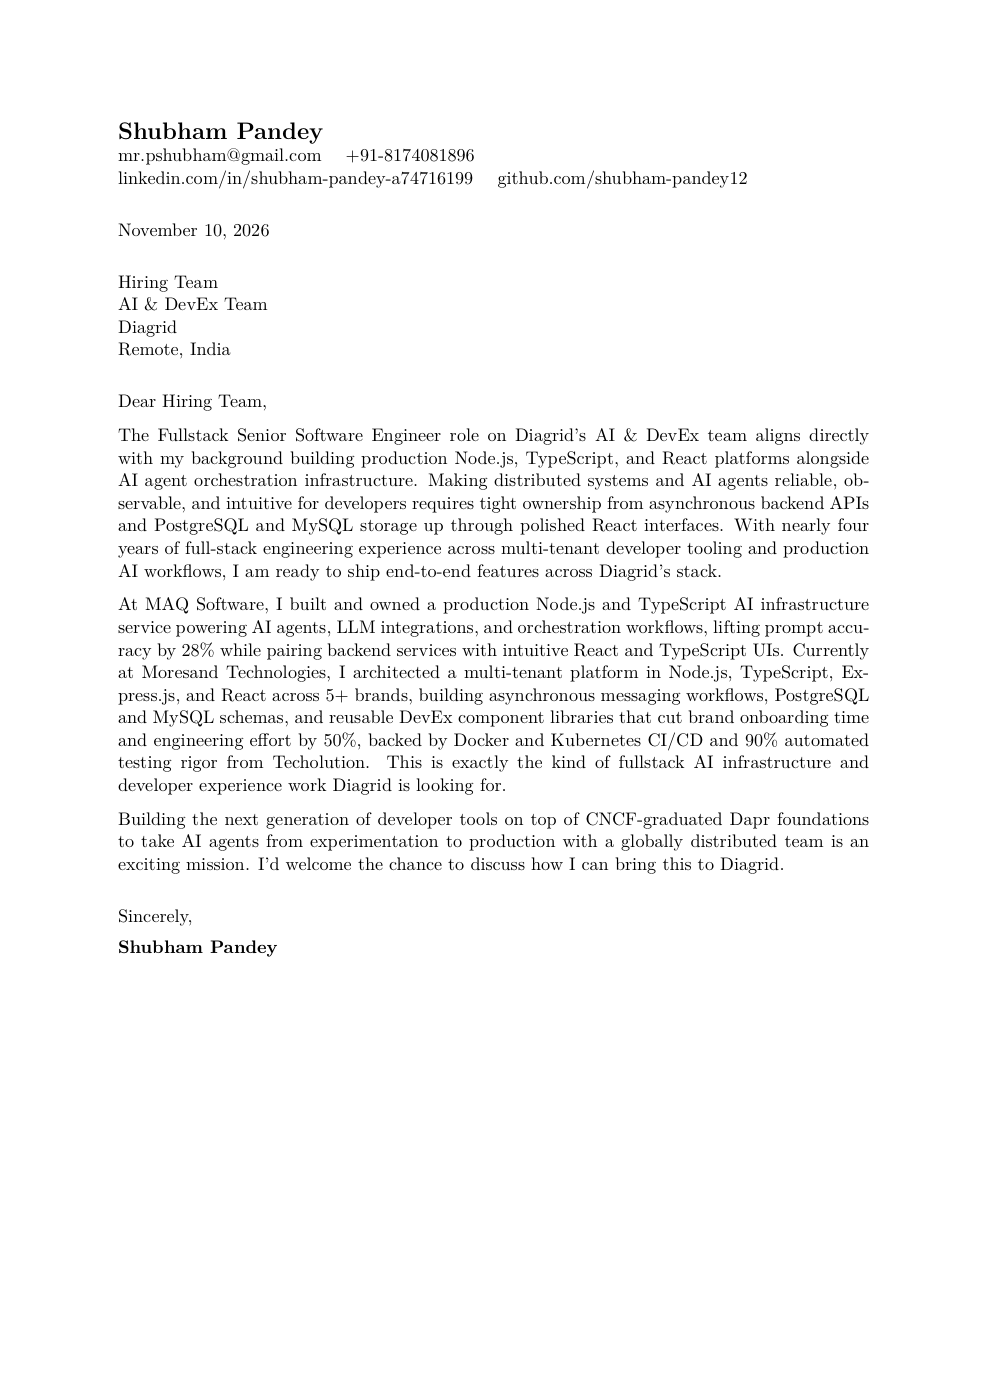 Shubham Pandey
mr.pshubham@gmail.com +91-8174081896
linkedin.com/in/shubham-pandey-a74716199 github.com/shubham-pandey12
November 10, 2026
Hiring Team
AI & DevEx Team
Diagrid
Remote, India
Dear Hiring Team,
The Fullstack Senior Software Engineer role on Diagrid's AI & DevEx team aligns directly
with my background building production Node.js, TypeScript, and React platforms alongside
AI agent orchestration infrastructure. Making distributed systems and AI agents reliable, ob-
servable, and intuitive for developers requires tight ownership from asynchronous backend APIs
and PostgreSQL and MySQL storage up through polished React interfaces. With nearly four
years of full-stack engineering experience across multi-tenant developer tooling and production
AI workflows, I am ready to ship end-to-end features across Diagrid's stack.
At MAQ Software, I built and owned a production Node.js and TypeScript AI infrastructure
service powering AI agents, LLM integrations, and orchestration workflows, lifting prompt accu-
racy by 28% while pairing backend services with intuitive React and TypeScript UIs. Currently
at Moresand Technologies, I architected a multi-tenant platform in Node.js, TypeScript, Ex-
press.js, and React across 5+ brands, building asynchronous messaging workflows, PostgreSQL
and MySQL schemas, and reusable DevEx component libraries that cut brand onboarding time
and engineering effort by 50%, backed by Docker and Kubernetes CI/CD and 90% automated
testing rigor from Techolution. This is exactly the kind of fullstack AI infrastructure and
developer experience work Diagrid is looking for.
Building the next generation of developer tools on top of CNCF-graduated Dapr foundations
to take AI agents from experimentation to production with a globally distributed team is an
exciting mission. I'd welcome the chance to discuss how I can bring this to Diagrid.
Sincerely,
Shubham Pandey